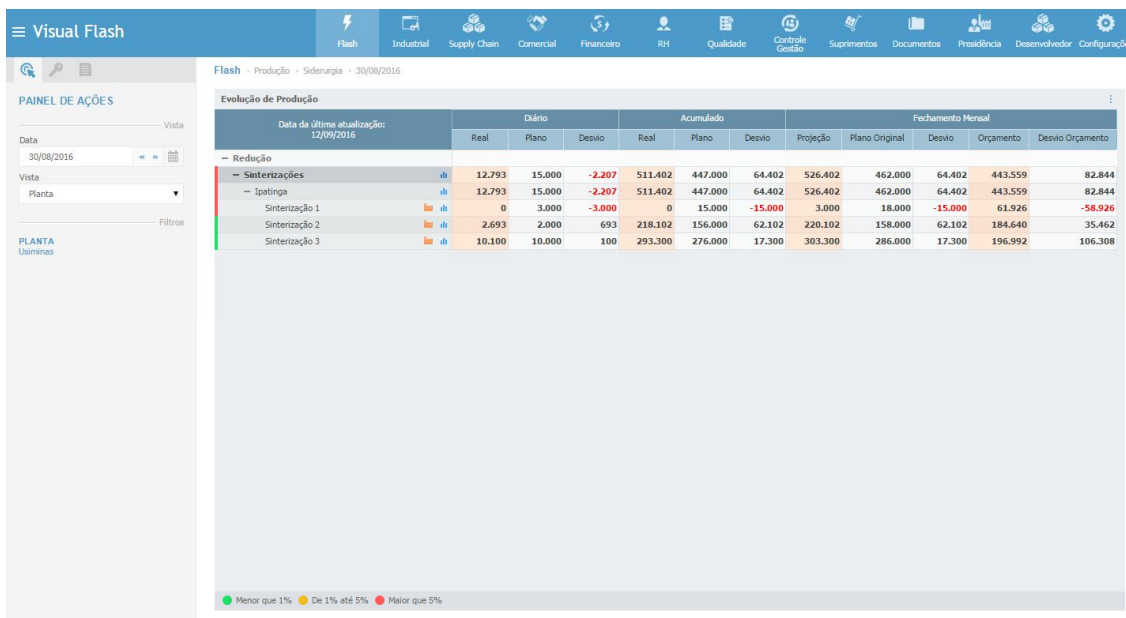 Visual Flash
Flash Industrial Supply Chain Comercial Financeiro RH Qualidade Controle Gestão Suprimentos Documentos Presidência Desenvolvedor Configuraçõ
Flash › Produção › Siderurgia › 30/08/2016
PAINEL DE AÇÕES
Vista
Data
30/08/2016 « »
Vista
Planta
Filtros
PLANTA
Usiminas
Evolução de Produção
Data da última atualização: 12/09/2016 Diário Acumulado Fechamento Mensal
Real Plano Desvio Real Plano Desvio Projeção Plano Original Desvio Orçamento Desvio Orçamento
− Redução
− Sinterizações 12.793 15.000 -2.207 511.402 447.000 64.402 526.402 462.000 64.402 443.559 82.844
− Ipatinga 12.793 15.000 -2.207 511.402 447.000 64.402 526.402 462.000 64.402 443.559 82.844
Sinterização 1 0 3.000 -3.000 0 15.000 -15.000 3.000 18.000 -15.000 61.926 -58.926
Sinterização 2 2.693 2.000 693 218.102 156.000 62.102 220.102 158.000 62.102 184.640 35.462
Sinterização 3 10.100 10.000 100 293.300 276.000 17.300 303.300 286.000 17.300 196.992 106.308
Menor que 1% De 1% até 5% Maior que 5%